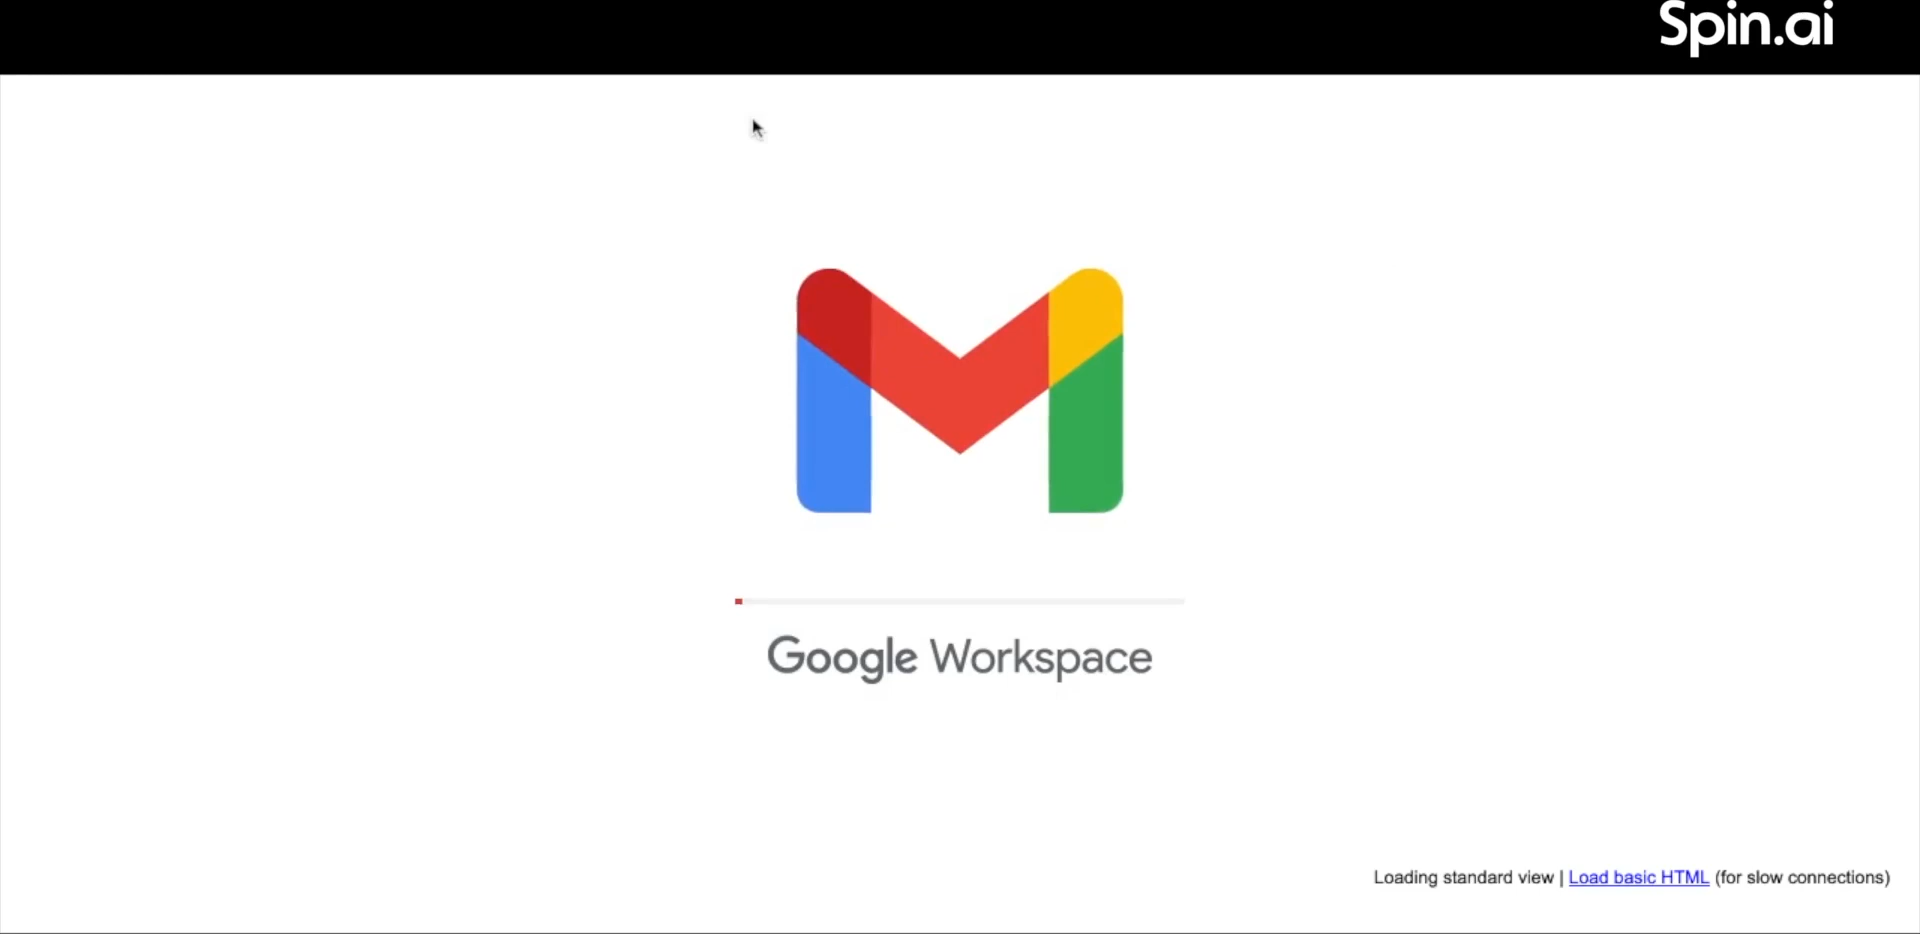 Spin.ai
Google Workspace
Loading standard view | Load basic HTML (for slow connections)